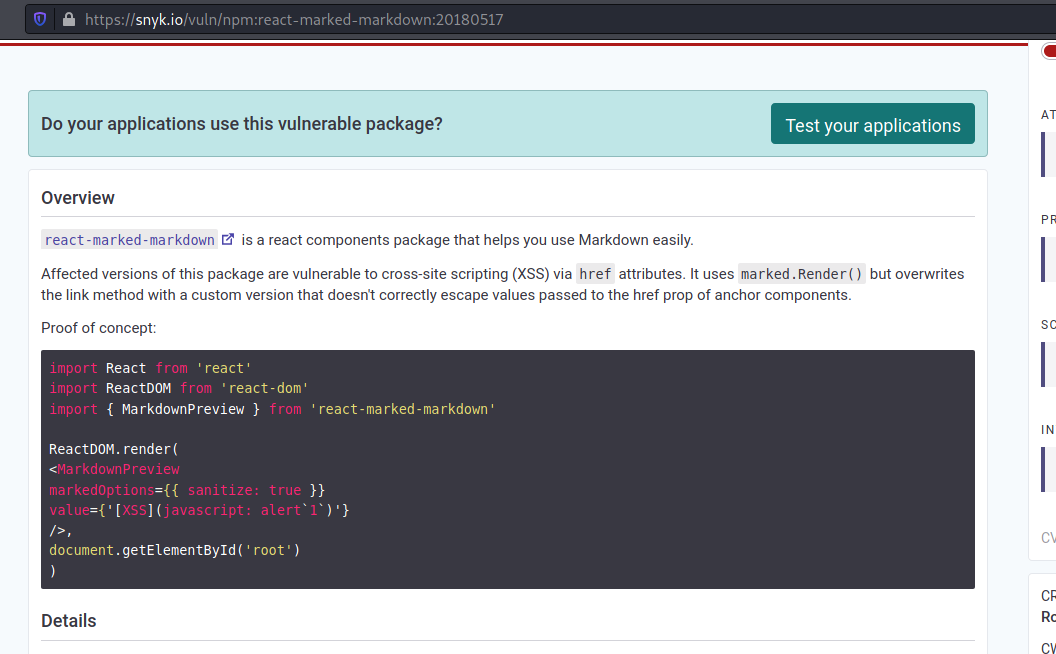 https://snyk.io/vuln/npm:react-marked-markdown:20180517
Do your applications use this vulnerable package?
Test your applications
Overview
react-marked-markdown is a react components package that helps you use Markdown easily.
Affected versions of this package are vulnerable to cross-site scripting (XSS) via href attributes. It uses marked.Render() but overwrites
the link method with a custom version that doesn't correctly escape values passed to the href prop of anchor components.
Proof of concept:
import React from 'react'
import ReactDOM from 'react-dom'
import { MarkdownPreview } from 'react-marked-markdown'
ReactDOM.render(
<MarkdownPreview
markedOptions={{ sanitize: true }}
value={'[XSS](javascript: alert`1`)'}
/>,
document.getElementById('root')
)
Details
AT
PR
SC
IN
CV
CR
Ro
CW